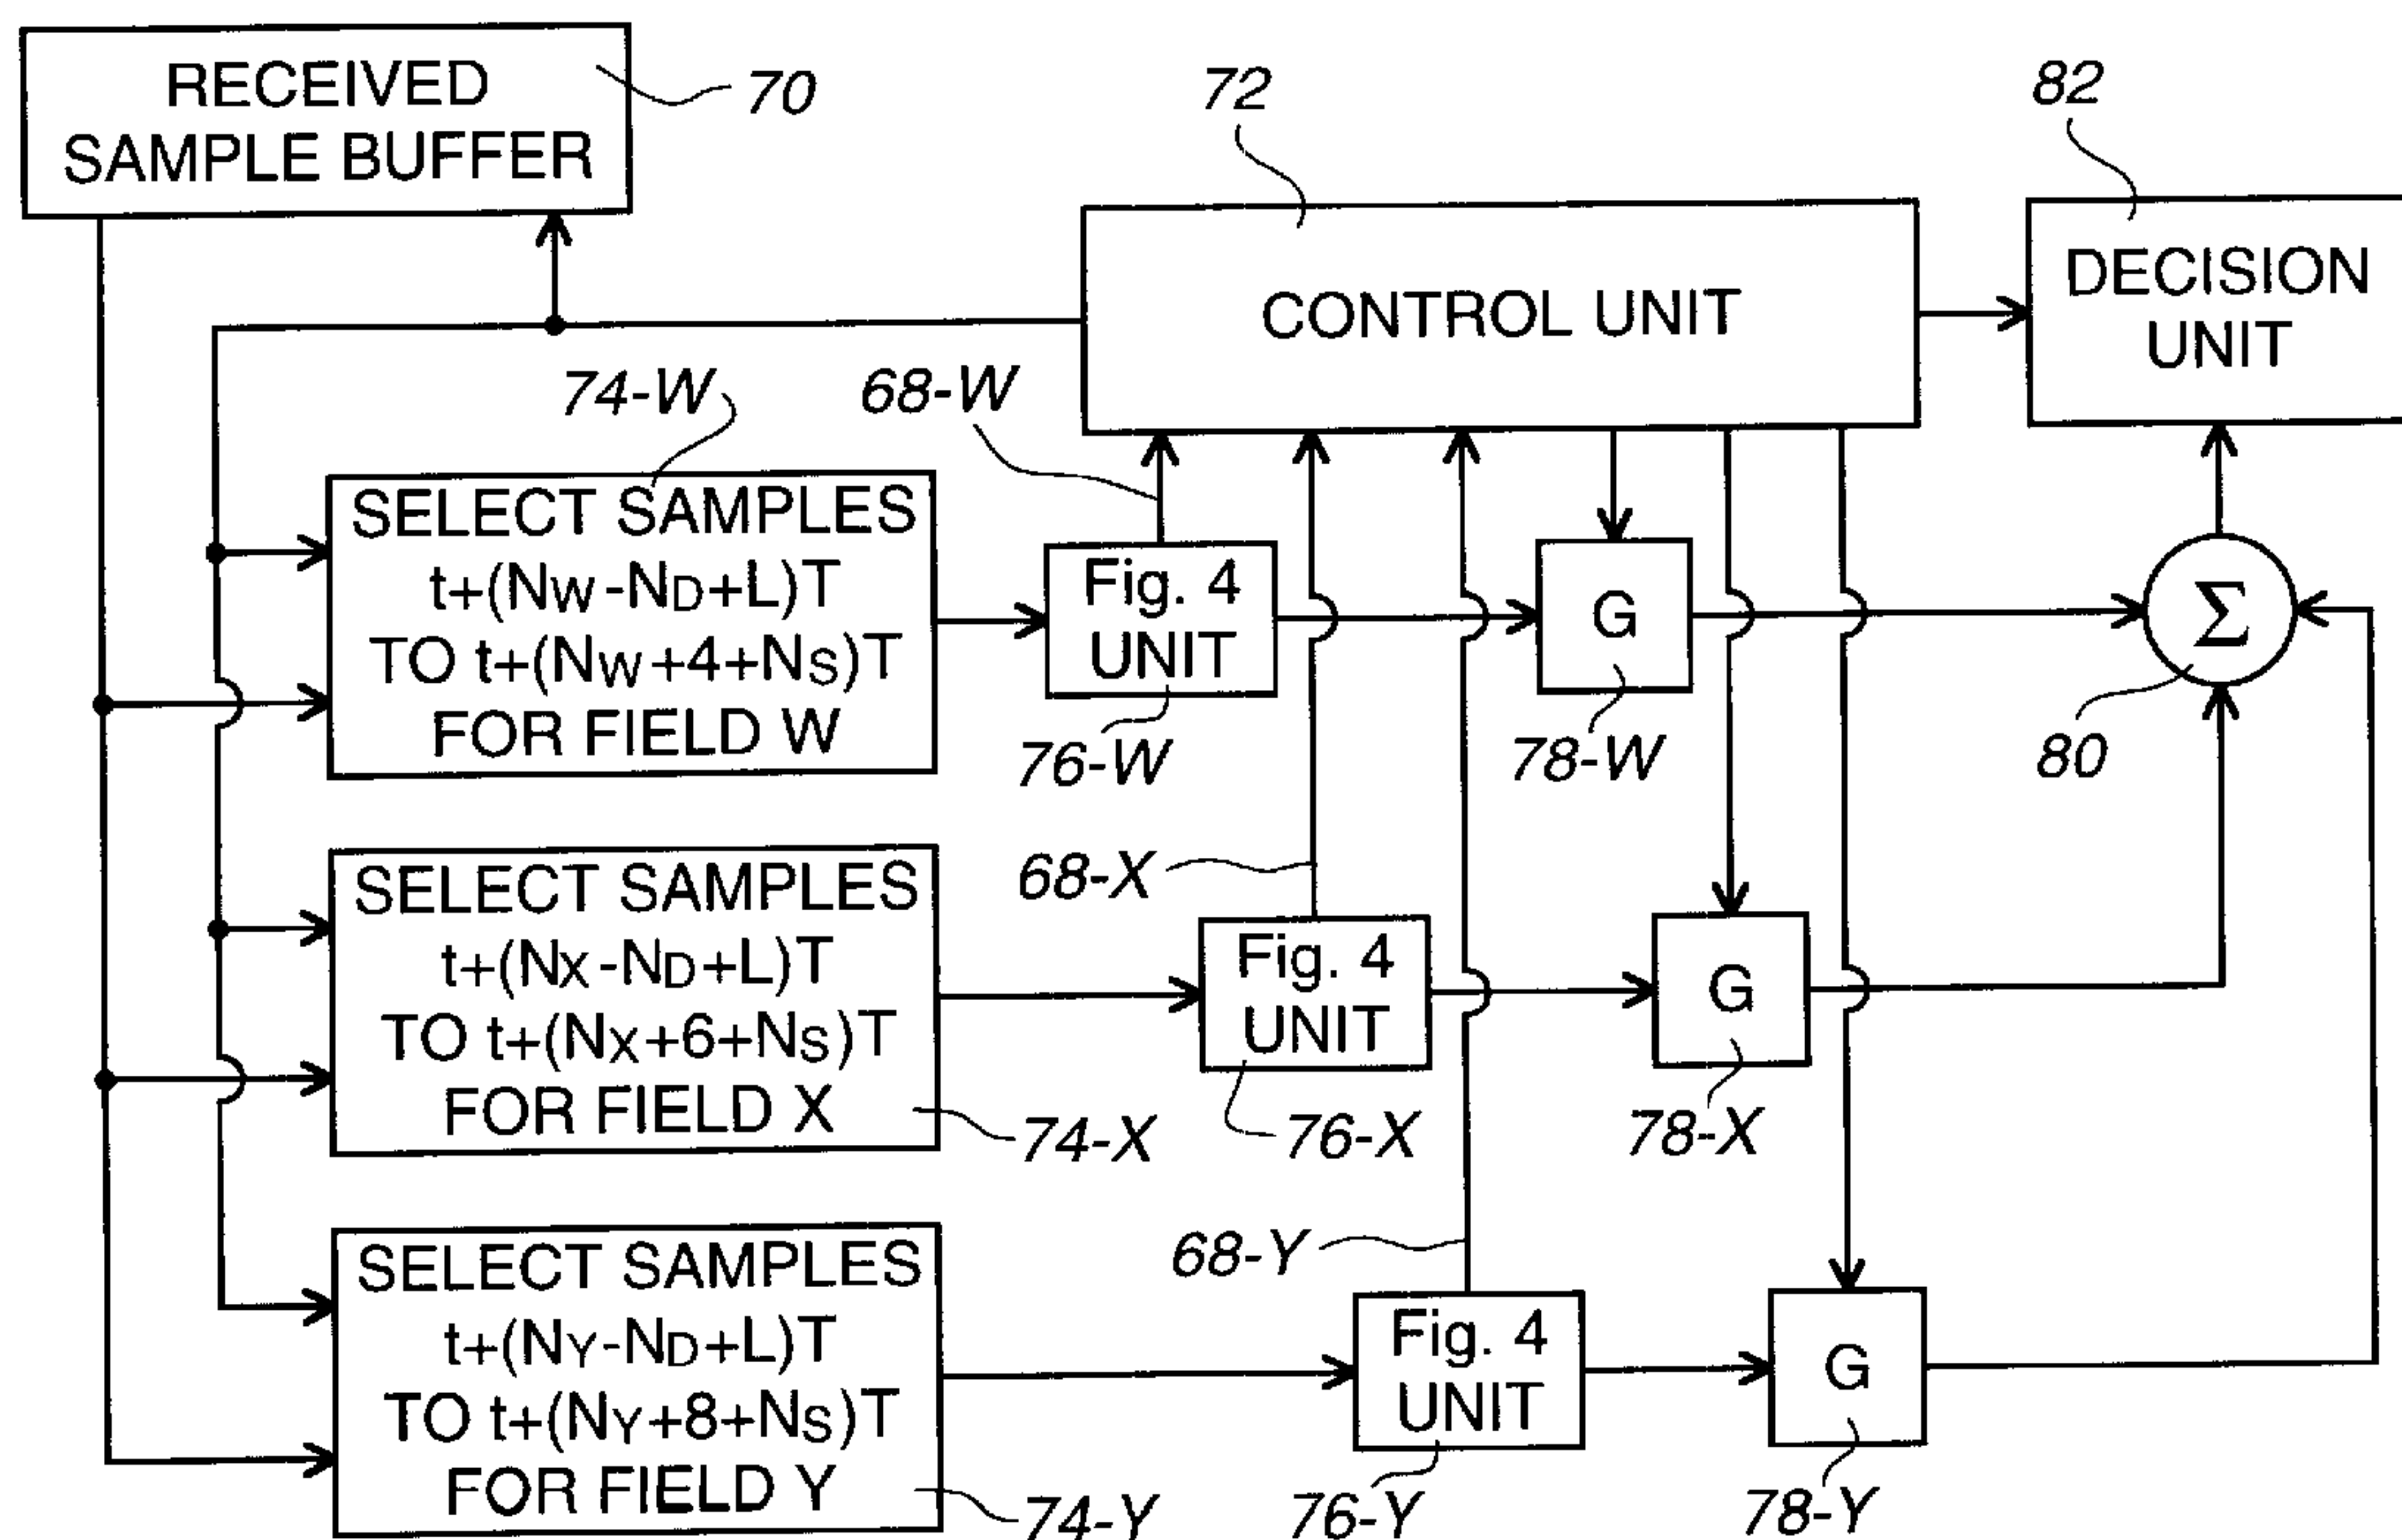 RECEIVED
SAMPLE BUFFER
70
72
82
CONTROL UNIT
DECISION
UNIT
74-W
68-W
SELECT SAMPLES
t+(NW-ND+L)T
TO t+(NW+4+NS)T
FOR FIELD W
Fig. 4
UNIT
76-W
G
78-W
Σ
80
SELECT SAMPLES
t+(NX-ND+L)T
TO t+(NX+6+NS)T
FOR FIELD X
74-X
68-X
Fig. 4
UNIT
76-X
G
78-X
SELECT SAMPLES
t+(NY-ND+L)T
TO t+(NY+8+NS)T
FOR FIELD Y
74-Y
68-Y
Fig. 4
UNIT
76-Y
G
78-Y